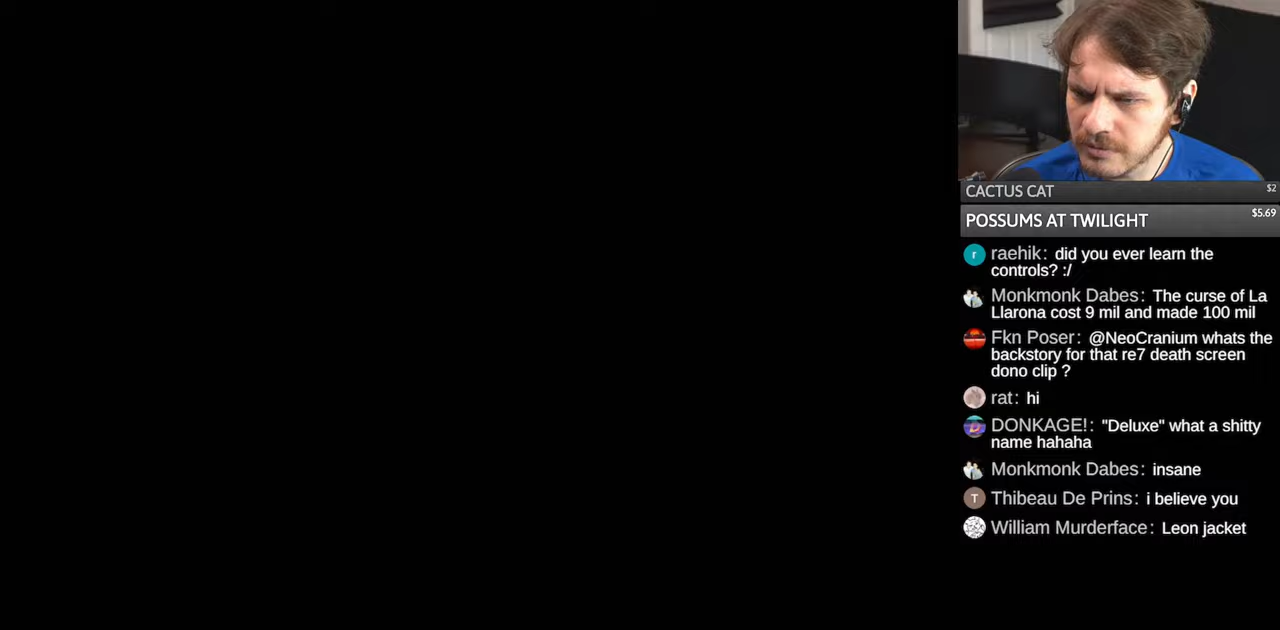 CACTUS CAT $2
POSSUMS AT TWILIGHT $5.69
r raehik: did you ever learn the
controls? :/
Monkmonk Dabes: The curse of La
Llarona cost 9 mil and made 100 mil
Fkn Poser: @NeoCranium whats the
backstory for that re7 death screen
dono clip ?
rat: hi
DONKAGE!: "Deluxe" what a shitty
name hahaha
Monkmonk Dabes: insane
T Thibeau De Prins: i believe you
William Murderface: Leon jacket